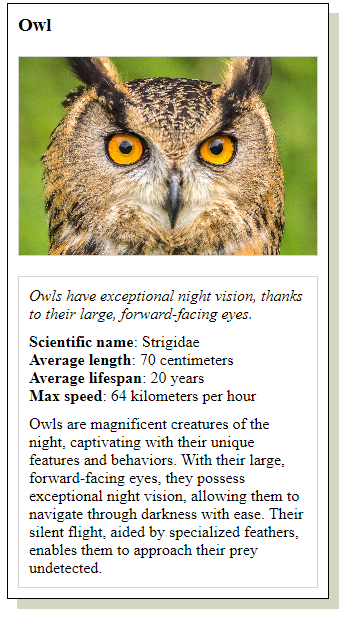 Owl
Owls have exceptional night vision, thanks
to their large, forward-facing eyes.
Scientific name: Strigidae
Average length: 70 centimeters
Average lifespan: 20 years
Max speed: 64 kilometers per hour
Owls are magnificent creatures of the
night, captivating with their unique
features and behaviors. With their large,
forward-facing eyes, they possess
exceptional night vision, allowing them to
navigate through darkness with ease. Their
silent flight, aided by specialized feathers,
enables them to approach their prey
undetected.